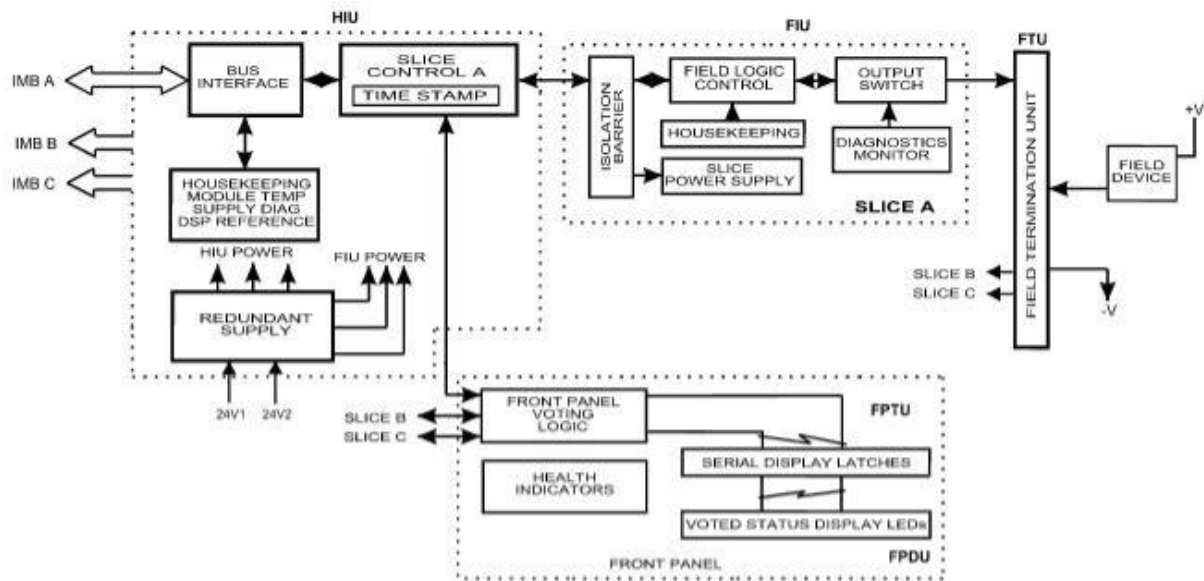 HIU
IMB A
BUS
INTERFACE
SLICE
CONTROL A
TIME STAMP
IMB B
IMB C
HOUSEKEEPING
MODULE TEMP
SUPPLY DIAG
DSP REFERENCE
HIU POWER
FIU POWER
REDUNDANT
SUPPLY
24V1
24V2
FIU
ISOLATION
BARRIER
FIELD LOGIC
CONTROL
OUTPUT
SWITCH
HOUSEKEEPING
DIAGNOSTICS
MONITOR
SLICE
POWER SUPPLY
SLICE A
FTU
FIELD TERMINATION UNIT
+V
FIELD
DEVICE
SLICE B
SLICE C
-V
SLICE B
SLICE C
FRONT PANEL
VOTING
LOGIC
FPTU
HEALTH
INDICATORS
SERIAL DISPLAY LATCHES
VOTED STATUS DISPLAY LEDs
FPDU
FRONT PANEL